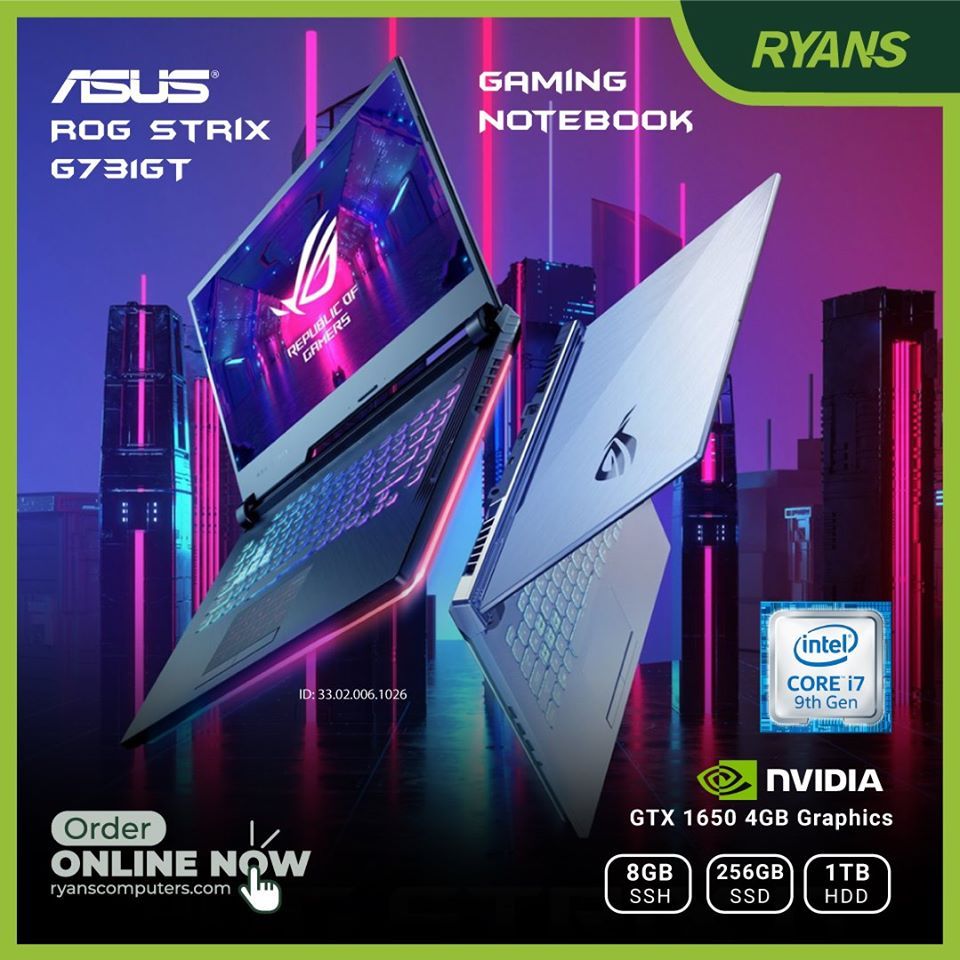 RYANS
ASUS®
ROG STRIX
G731GT
GAMING
NOTEBOOK
REPUBLIC OF
GAMERS
ID: 33.02.006.1026
intel
CORE™ i7
9th Gen
NVIDIA
GTX 1650 4GB Graphics
Order
ONLINE NOW
ryanscomputers.com
8GB
SSH
256GB
SSD
1TB
HDD